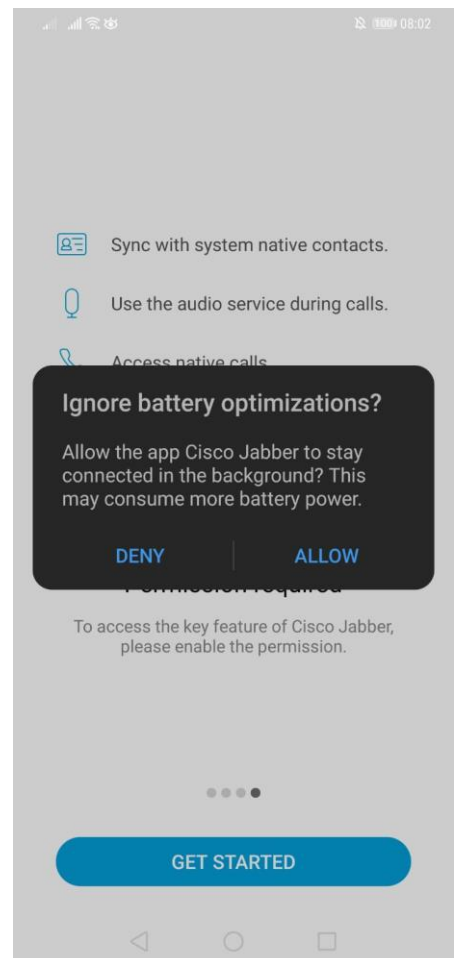 100 08:02
Sync with system native contacts.
Use the audio service during calls.
Access native calls.
Ignore battery optimizations?
Allow the app Cisco Jabber to stay
connected in the background? This
may consume more battery power.
DENY ALLOW
Permission required
To access the key feature of Cisco Jabber,
please enable the permission.
GET STARTED